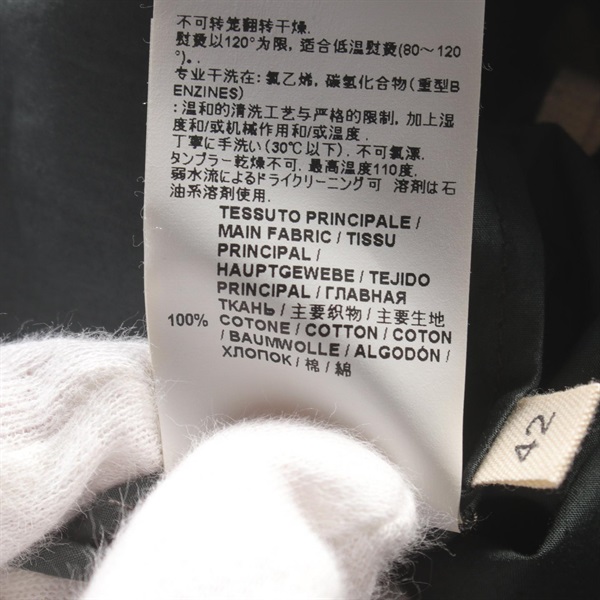 不可转笼翻转干燥.
熨烫以120°为限, 适合低温熨烫(80～120
°). .
专业干洗在: 氯乙烯, 碳氢化合物 (重型B
ENZINES)
: 温和的清洗工艺与严格的限制, 加上湿
度和/或机械作用和/或温度.
丁寧に手洗い (30℃以下) . 不可氯漂.
タンブラー乾燥不可. 最高温度110度.
弱水流によるドライクリーニング可 溶剤は石
油系溶剤使用.
TESSUTO PRINCIPALE /
MAIN FABRIC / TISSU
PRINCIPAL /
HAUPTGEWEBE / TEJIDO
PRINCIPAL / ГЛАВНАЯ
ТКАНЬ / 主要织物 / 主要生地
100% COTONE / COTTON / COTON
/ BAUMWOLLE / ALGODÓN /
ХЛОПОК / 棉 / 綿
42